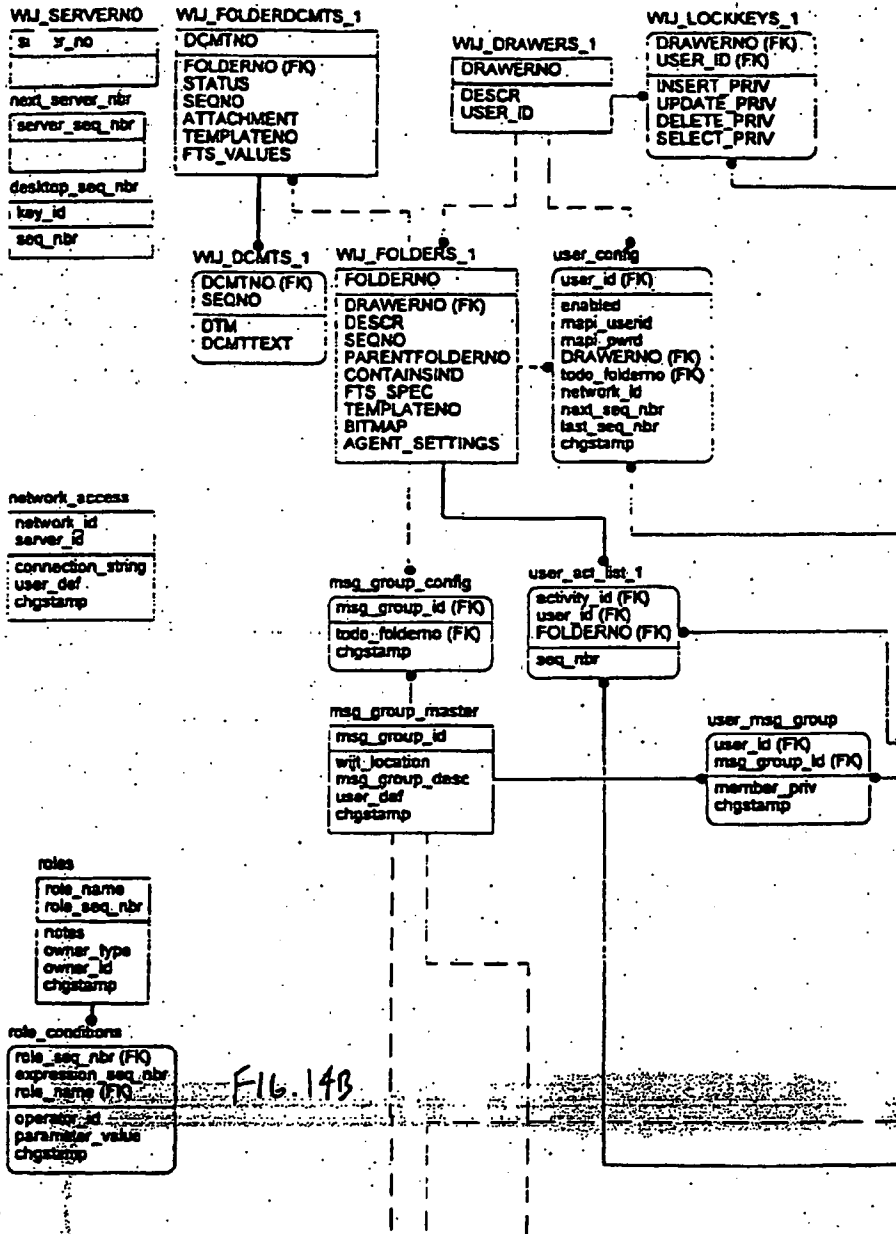 WIJ_SERVERNO
next_server_nbr
server_seq_nbr
desktop_seq_nbr
key_id
seq_nbr
WIJ_FOLDERDCMTS_1
DCMTNO
FOLDERNO (FK)
STATUS
SEQNO
ATTACHMENT
TEMPLATENO
FTS_VALUES
WIJ_DRAWERS_1
DRAWERNO
DESCR
USER_ID
WIJ_LOCKKEYS_1
DRAWERNO (FK)
USER_ID (FK)
INSERT_PRIV
UPDATE_PRIV
DELETE_PRIV
SELECT_PRIV
WIJ_DCMTS_1
DCMTNO (FK)
SEQNO
DTM
DCMTTEXT
WIJ_FOLDERS_1
FOLDERNO
DRAWERNO (FK)
DESCR
SEQNO
PARENTFOLDERNO
CONTAINSIND
FTS_SPEC
TEMPLATENO
BITMAP
AGENT_SETTINGS
user_config
user_id (FK)
enabled
mapi_userid
mapi_pwrd
DRAWERNO (FK)
todo_folderno (FK)
network_id
next_seq_nbr
last_seq_nbr
chgstamp
network_access
network_id
server_id
connection_string
user_def
chgstamp
msg_group_config
msg_group_id (FK)
todo_folderno (FK)
chgstamp
user_act_list_1
activity_id (FK)
user_id (FK)
FOLDERNO (FK)
seq_nbr
msg_group_master
msg_group_id
wijt_location
msg_group_desc
user_def
chgstamp
user_msg_group
user_id (FK)
msg_group_id (FK)
member_priv
chgstamp
roles
role_name
role_seq_nbr
notes
owner_type
owner_id
chgstamp
role_conditions
role_seq_nbr (FK)
expression_seq_nbr
role_name (FK)
operator_id
parameter_value
chgstamp
FIG. 14B